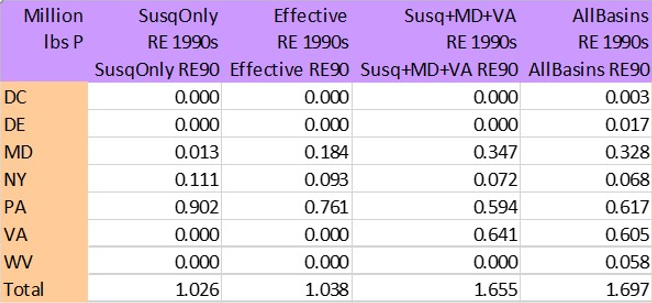 Million SusqOnly Effective Susq+MD+VA AllBasins
lbs P RE 1990s RE 1990s RE 1990s RE 1990s
SusqOnly RE90 Effective RE90 Susq+MD+VA RE90 AllBasins RE90
DC 0.000 0.000 0.000 0.003
DE 0.000 0.000 0.000 0.017
MD 0.013 0.184 0.347 0.328
NY 0.111 0.093 0.072 0.068
PA 0.902 0.761 0.594 0.617
VA 0.000 0.000 0.641 0.605
WV 0.000 0.000 0.000 0.058
Total 1.026 1.038 1.655 1.697